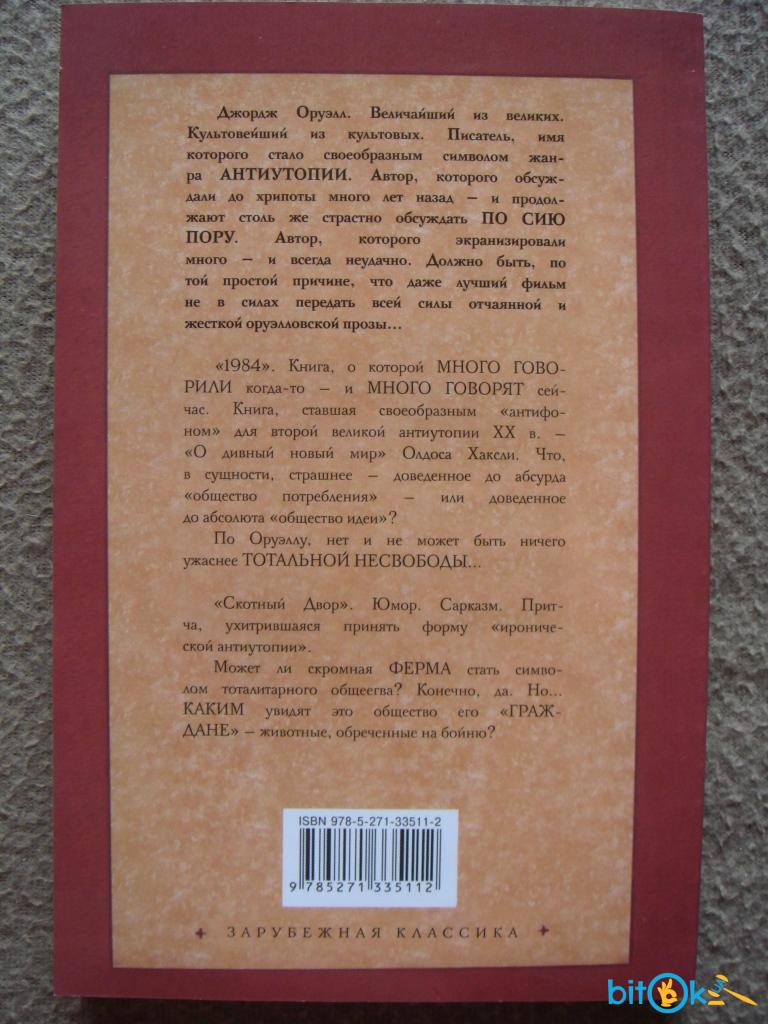 Джордж Оруэлл. Величайший из великих.
Культовейший из культовых. Писатель, имя
которого стало своеобразным символом жан-
ра АНТИУТОПИИ. Автор, которого обсуж-
дали до хрипоты много лет назад – и продол-
жают столь же страстно обсуждать ПО СИЮ
ПОРУ. Автор, которого экранизировали
много – и всегда неудачно. Должно быть, по
той простой причине, что даже лучший фильм
не в силах передать всей силы отчаянной и
жесткой оруэлловской прозы...
«1984». Книга, о которой МНОГО ГОВО-
РИЛИ когда-то – и МНОГО ГОВОРЯТ сей-
час. Книга, ставшая своеобразным «антифо-
ном» для второй великой антиутопии XX в. –
«О дивный новый мир» Олдоса Хаксли. Что,
в сущности, страшнее – доведенное до абсурда
«общество потребления» – или доведенное
до абсолюта «общество идеи»?
По Оруэллу, нет и не может быть ничего
ужаснее ТОТАЛЬНОЙ НЕСВОБОДЫ...
«Скотный Двор». Юмор. Сарказм. Прит-
ча, ухитрившаяся принять форму «ирониче-
ской антиутопии».
Может ли скромная ФЕРМА стать симво-
лом тоталитарного общеегва? Конечно, да. Но...
КАКИМ увидят это общество его «ГРАЖ-
ДАНЕ» – животные, обреченные на бойню?
ISBN 978-5-271-33511-2
9 785271 335112
ЗАРУБЕЖНАЯ КЛАССИКА
bitOk